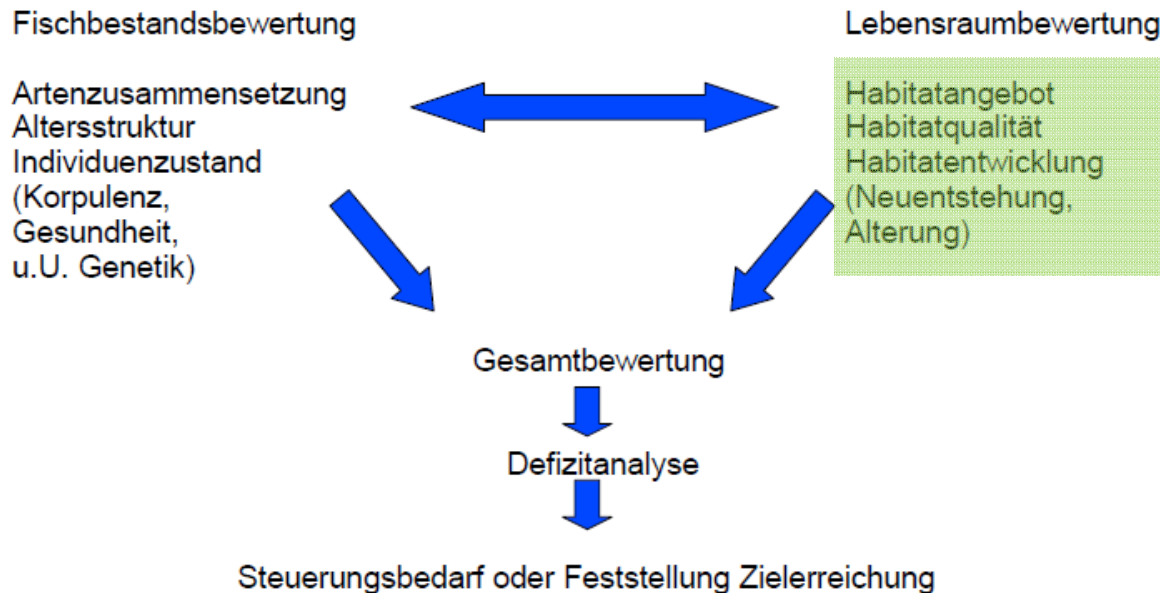 Fischbestandsbewertung
Artenzusammensetzung
Altersstruktur
Individuenzustand
(Korpulenz,
Gesundheit,
u.U. Genetik)
Lebensraumbewertung
Habitatangebot
Habitatqualität
Habitatentwicklung
(Neuentstehung,
Alterung)
Gesamtbewertung
Defizitanalyse
Steuerungsbedarf oder Feststellung Zielerreichung